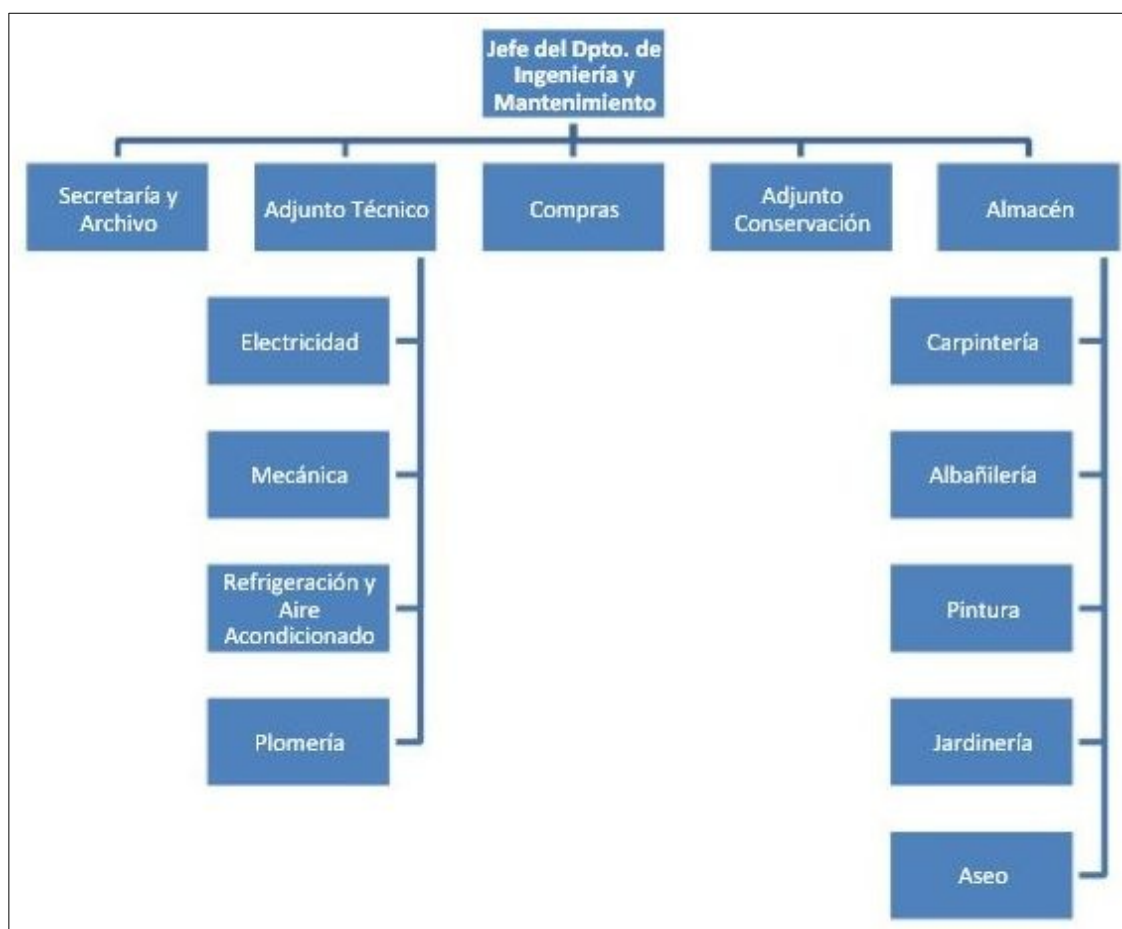 Jefe del Dpto. de
Ingeniería y
Mantenimiento
Secretaría y
Archivo
Adjunto Técnico
Compras
Adjunto
Conservación
Almacén
Electricidad
Mecánica
Refrigeración y
Aire
Acondicionado
Plomería
Carpintería
Albañilería
Pintura
Jardinería
Aseo